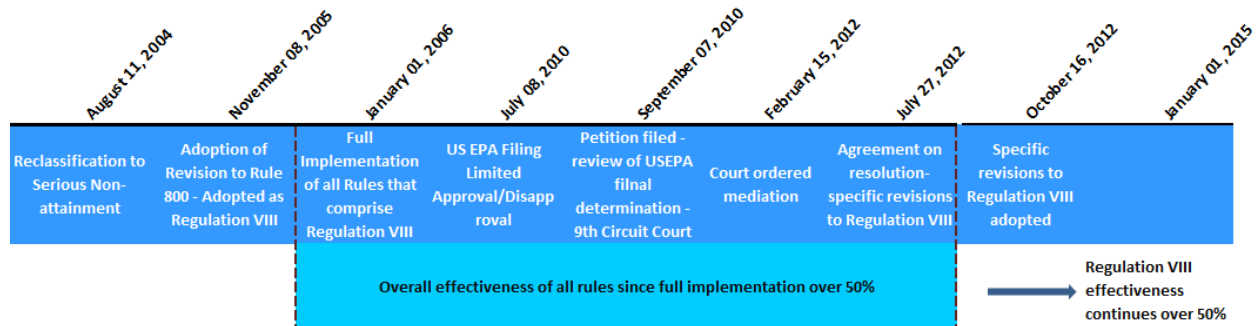 August 11, 2004
November 08, 2005
January 01, 2006
July 08, 2010
September 07, 2010
February 15, 2012
July 27, 2012
October 16, 2012
January 01, 2015
Reclassification to
Serious Non-
attainment
Adoption of
Revision to Rule
800 - Adopted as
Regulation VIII
Full
Implementation
of all Rules that
comprise
Regulation VIII
US EPA Filing
Limited
Approval/Disapp
roval
Petition filed -
review of USEPA
filnal
determination -
9th Circuit Court
Court ordered
mediation
Agreement on
resolution-
specific revisions
to Regulation VIII
Specific
revisions to
Regulation VIII
adopted
Overall effectiveness of all rules since full implementation over 50%
Regulation VIII
effectiveness
continues over 50%